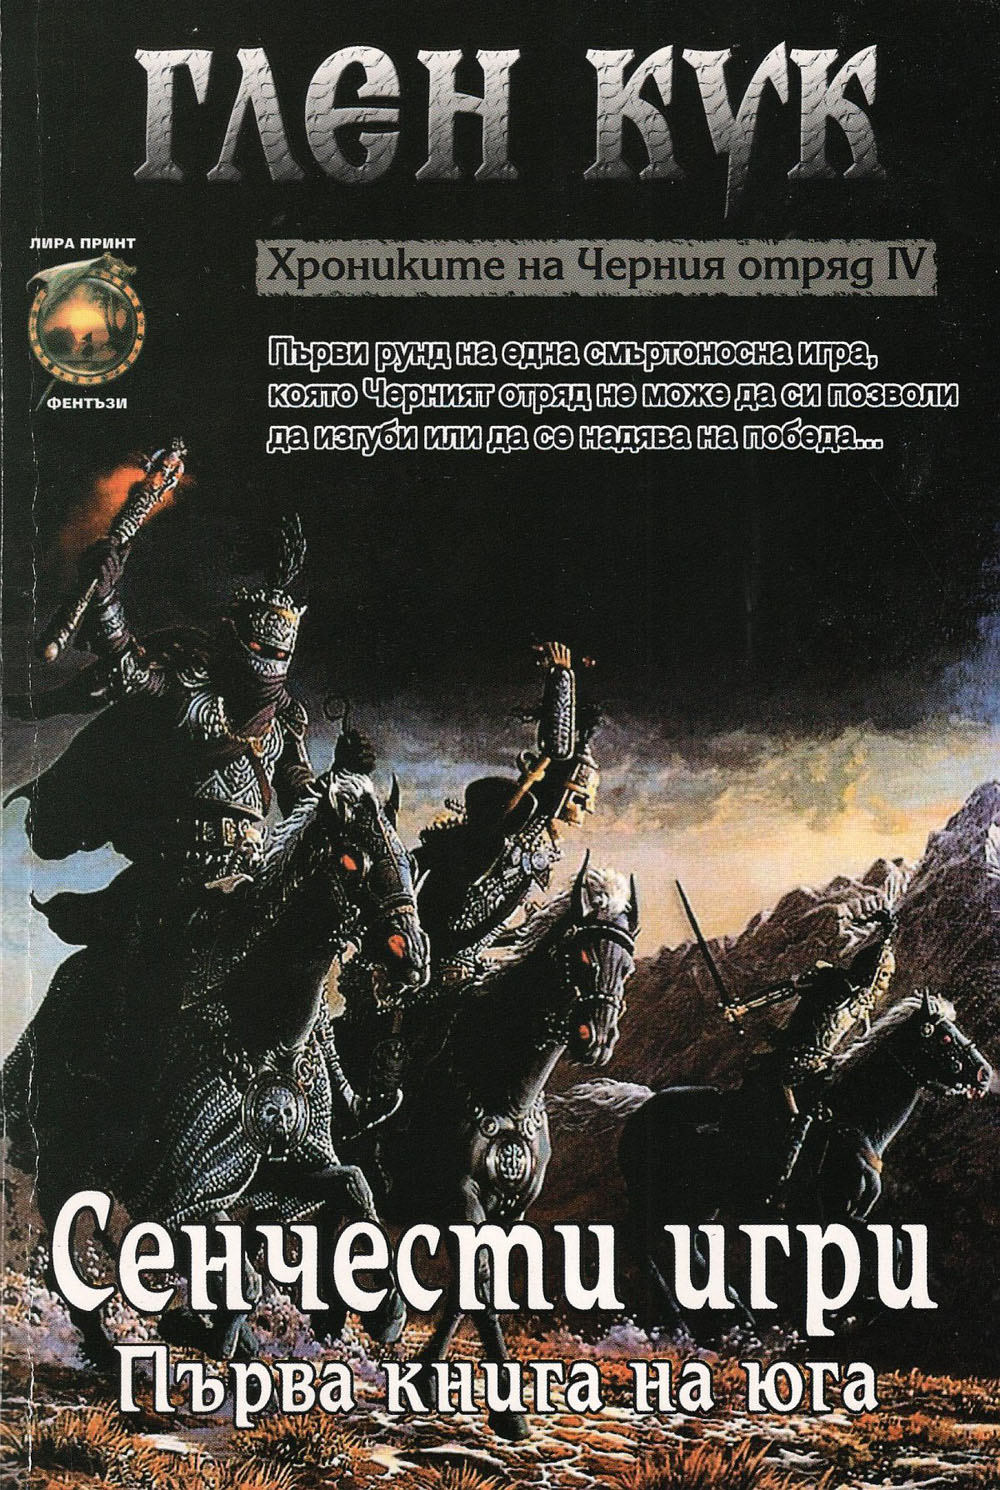 ГЛЕН КУК
ЛИРА ПРИНТ
ФЕНТЪЗИ
Хрониките на Черния отряд IV
Първи рунд на една смъртоносна игра,
която Черният отряд не може да си позволи
да изгуби или да се надява на победа...
Сенчести игри
Първа книга на юга